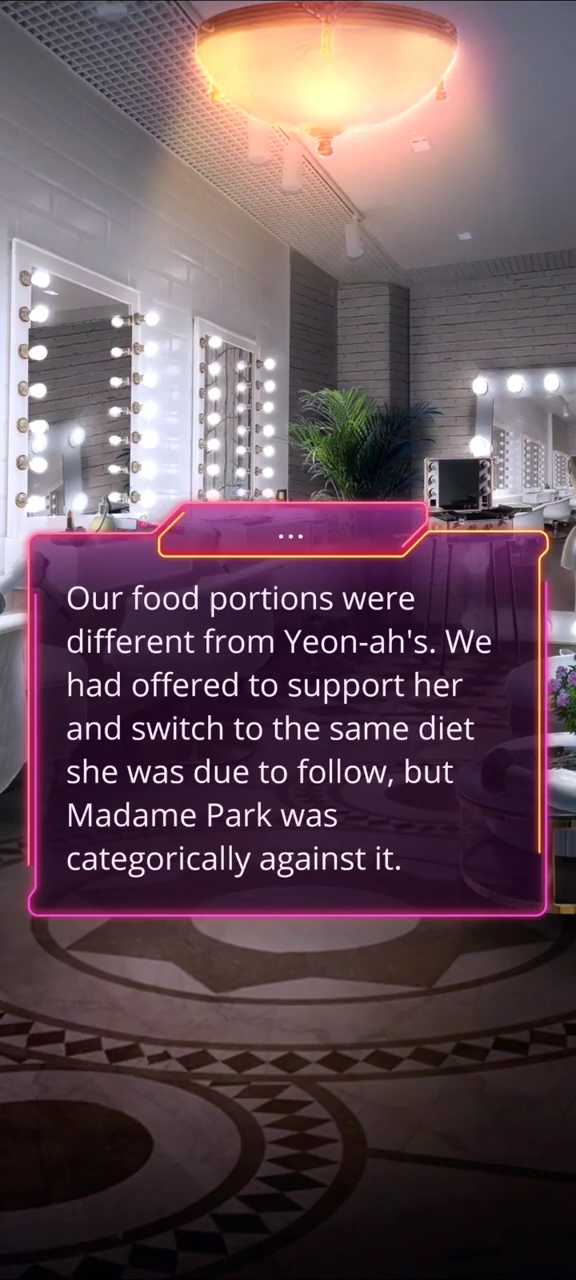 ...
Our food portions were
different from Yeon-ah's. We
had offered to support her
and switch to the same diet
she was due to follow, but
Madame Park was
categorically against it.